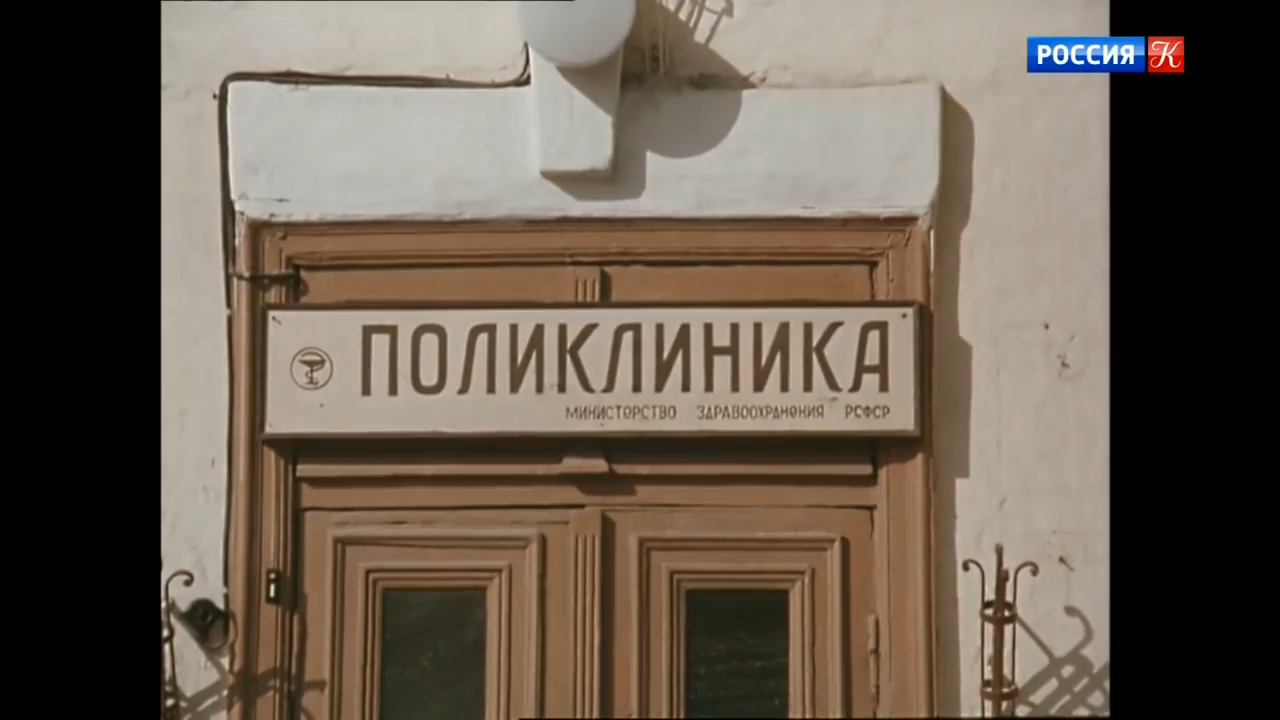 РОССИЯ К
ПОЛИКЛИНИКА
МИНИСТЕРСТВО ЗДРАВООХРАНЕНИЯ РСФСР